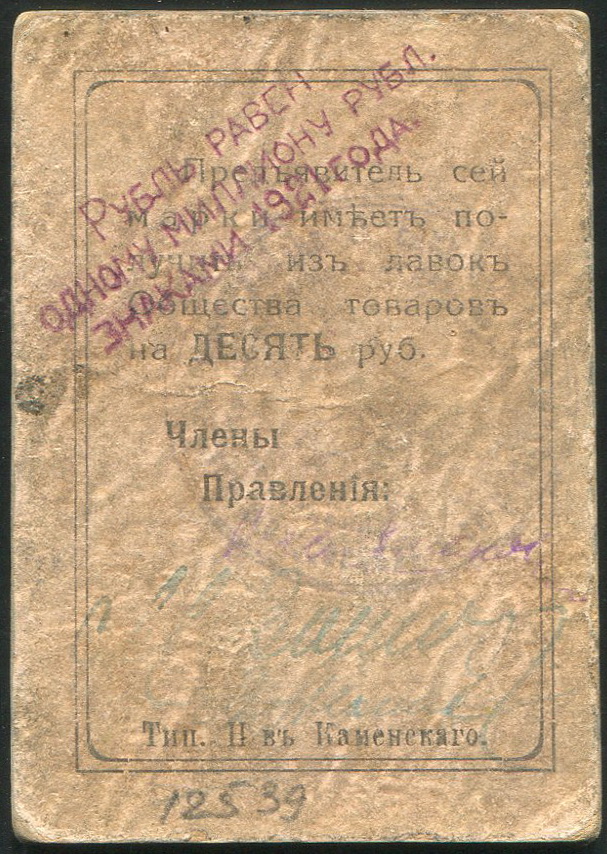 Рубль равен
одному миллиону рубл.
знаками 1921 года.
Предъявитель сей
марки имѣетъ по-
лучить изъ лавокъ
Общества товаровъ
на ДЕСЯТЬ руб.
Члены
Правленія:
Тип. Н-въ Каменскаго.
12539